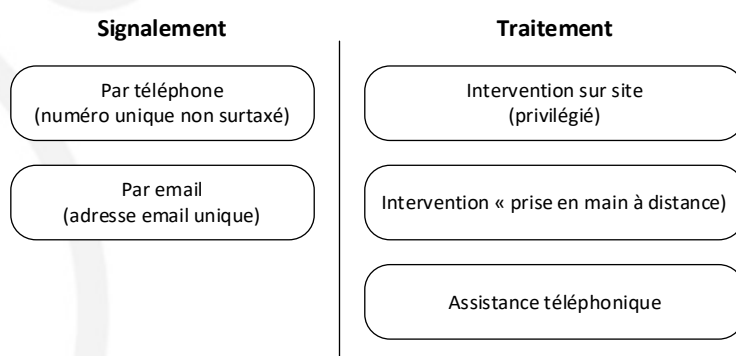 Signalement
Par téléphone
(numéro unique non surtaxé)
Par email
(adresse email unique)
Traitement
Intervention sur site
(privilégié)
Intervention « prise en main à distance)
Assistance téléphonique